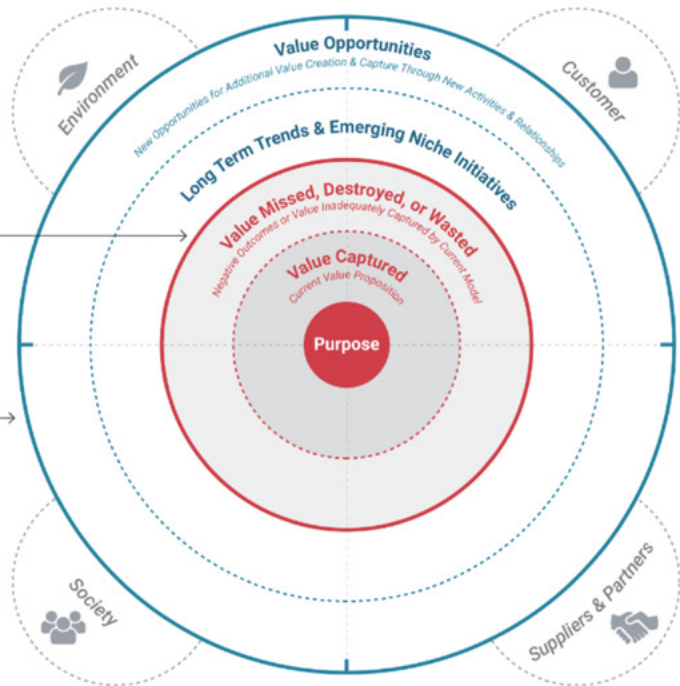 Environment
Customer
Value Opportunities
New Opportunities for Additional Value Creation & Capture Through New Activities & Relationships
Long Term Trends & Emerging Niche Initiatives
Value Missed, Destroyed, or Wasted
Negative Outcomes or Value Inadequately Captured by Current Model
Value Captured
Current Value Proposition
Purpose
Society
Suppliers & Partners